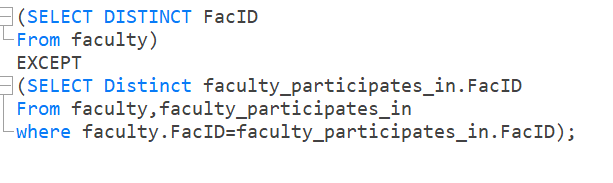 (SELECT DISTINCT FacID
From faculty)
EXCEPT
(SELECT Distinct faculty_participates_in.FacID
From faculty,faculty_participates_in
where faculty.FacID=faculty_participates_in.FacID);